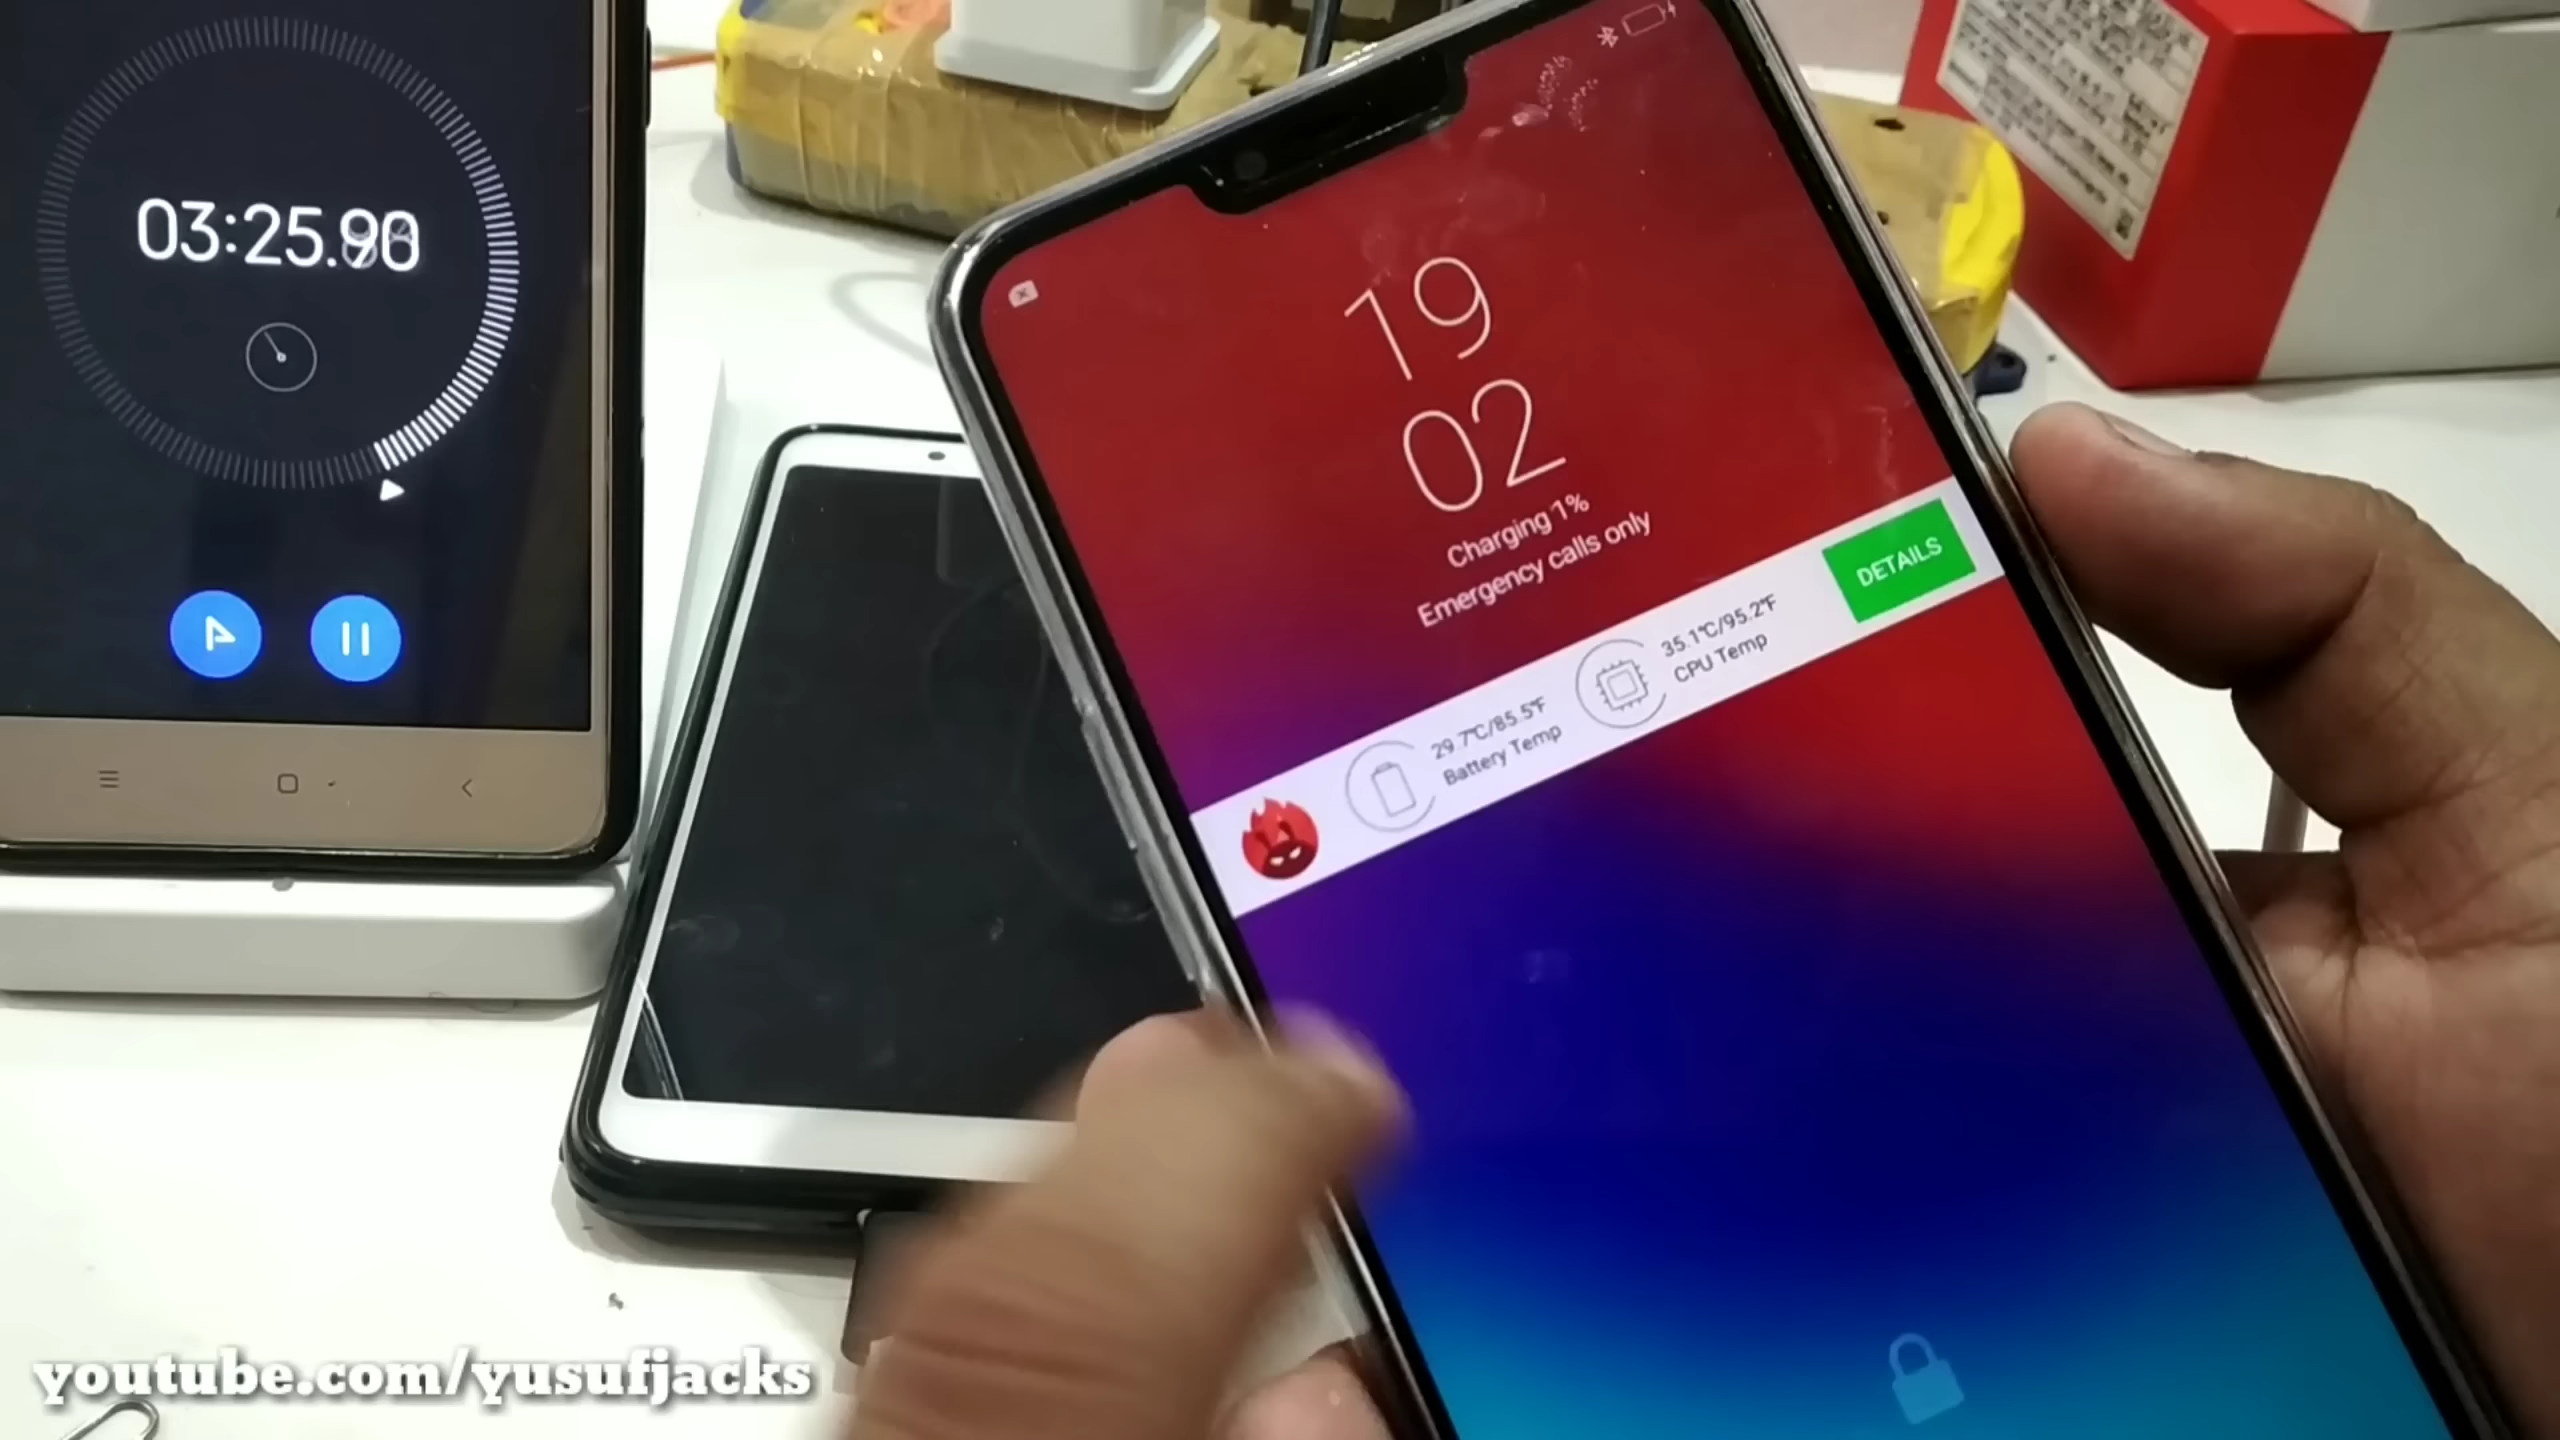 03:25.90
19
02
Charging 1%
Emergency calls only
DETAILS
35.1℃/95.2℉
CPU Temp
29.7℃/85.5℉
Battery Temp
youtube.com/yusufjacks